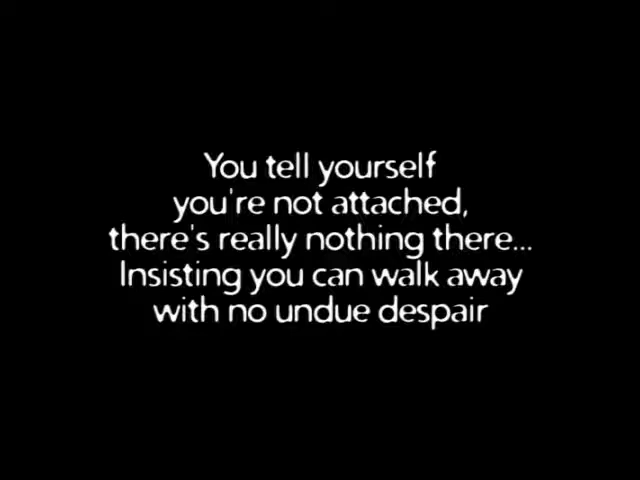 You tell yourself
you're not attached,
there's really nothing there...
Insisting you can walk away
with no undue despair